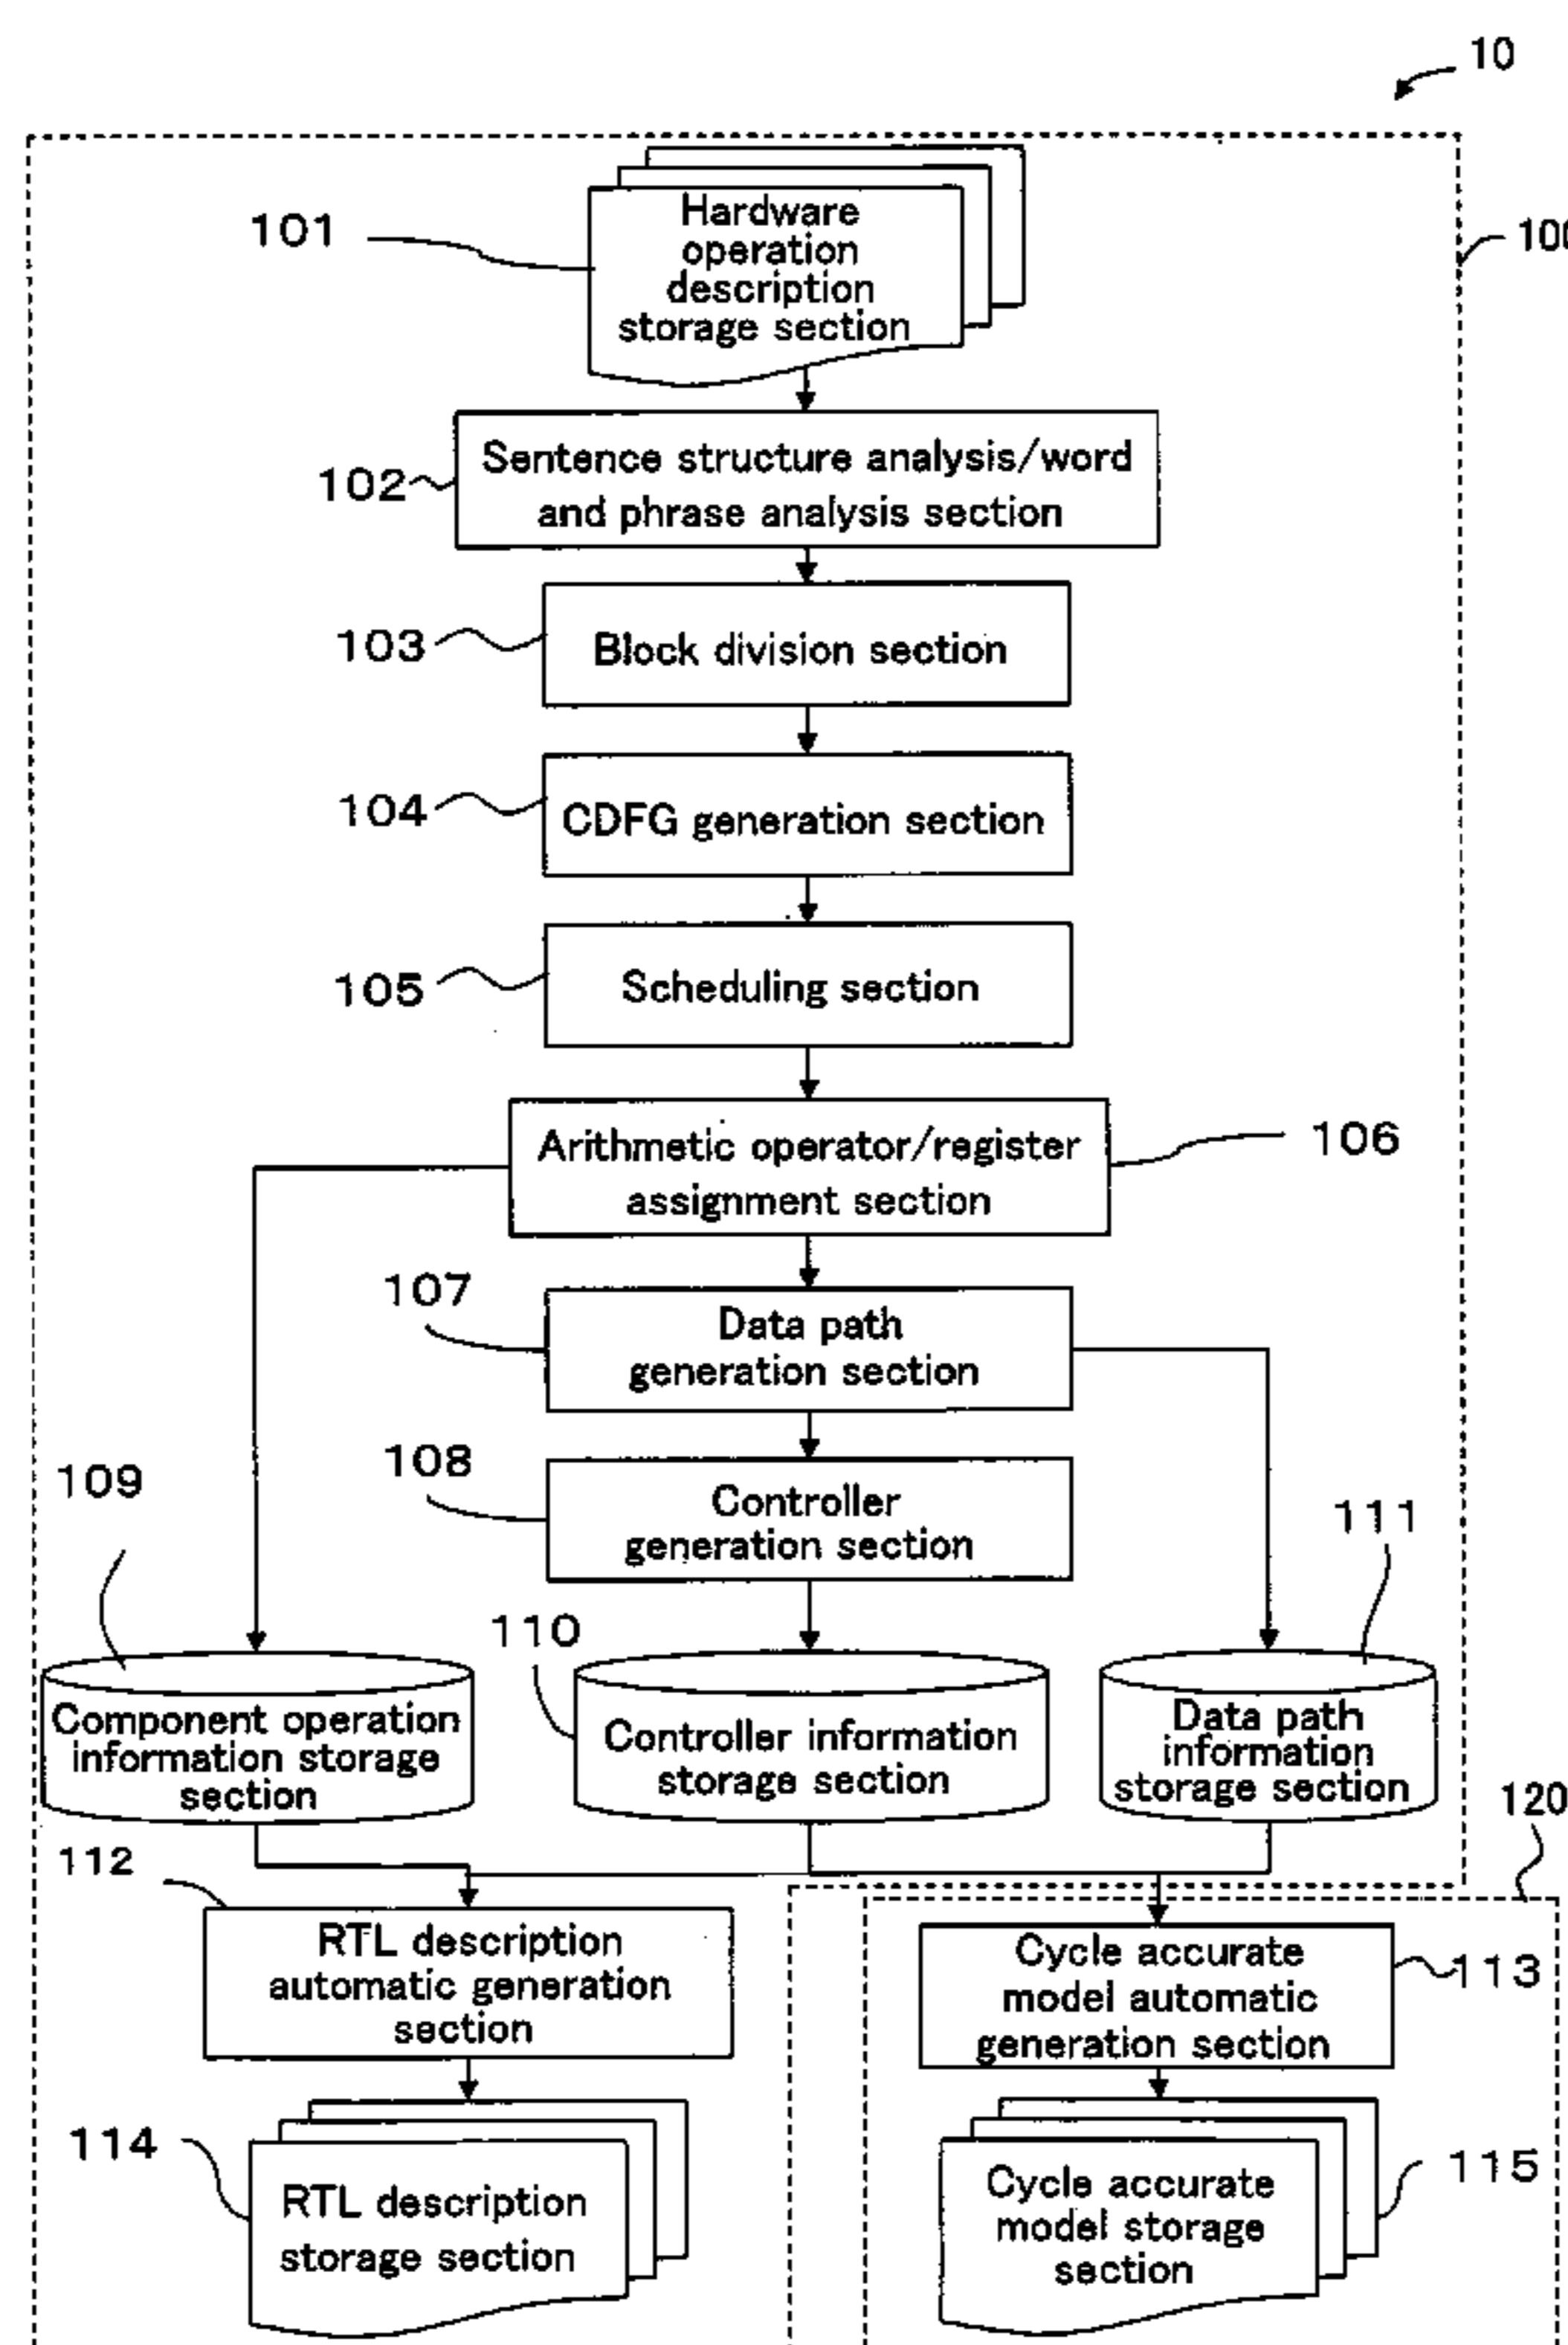 10
101
Hardware
operation
description
storage section
100
102
Sentence structure analysis/word
and phrase analysis section
103
Block division section
104
CDFG generation section
105
Scheduling section
Arithmetic operator/register
assignment section
106
107
Data path
generation section
108
Controller
generation section
109
110
111
Component operation
information storage
section
Controller information
storage section
Data path
information
storage section
120
112
RTL description
automatic generation
section
Cycle accurate
model automatic
generation section
113
114
RTL description
storage section
Cycle accurate
model storage
section
115